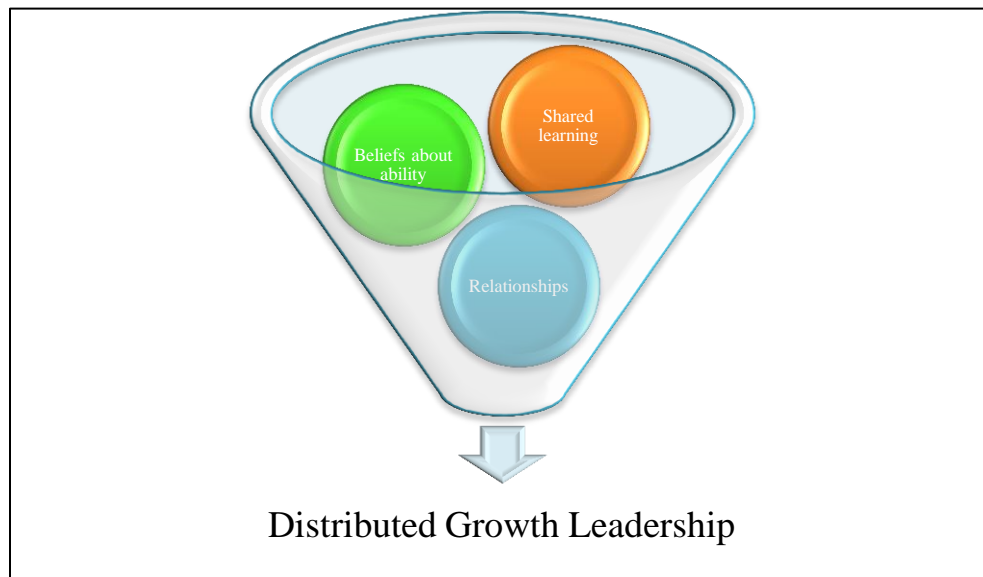 Shared
learning
Beliefs about
ability
Relationships
Distributed Growth Leadership